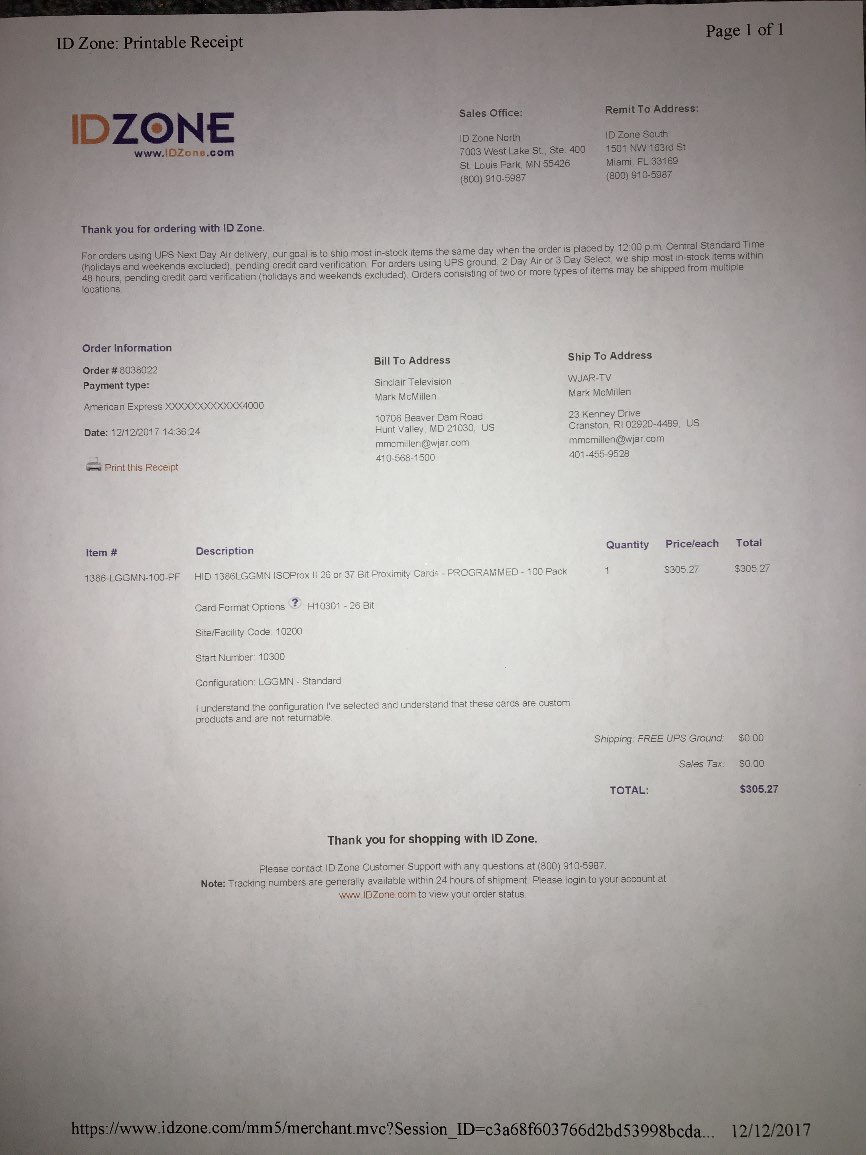 ID Zone: Printable Receipt
Page 1 of 1
IDZONE
www.IDZone.com
Sales Office:
ID Zone North
7003 West Lake St., Ste. 400
St. Louis Park, MN 55426
(800) 910-5987
Remit To Address:
ID Zone South
1501 NW 163rd St
Miami, FL 33169
(800) 910-5987
Thank you for ordering with ID Zone.
For orders using UPS Next Day Air delivery, our goal is to ship most in-stock items the same day when the order is placed by 12:00 p.m. Central Standard Time
(holidays and weekends excluded), pending credit card verification. For orders using UPS ground, 2 Day Air or 3 Day Select, we ship most in-stock items within
48 hours, pending credit card verification (holidays and weekends excluded). Orders consisting of two or more types of items may be shipped from multiple
locations.
Order Information
Order # 8038022
Payment type:
American Express XXXXXXXXXXXX4000
Date: 12/12/2017 14:36:24
Print this Receipt
Bill To Address
Sinclair Television
Mark McMillen
10706 Beaver Dam Road
Hunt Valley, MD 21030, US
mmcmillen@wjar.com
410-568-1500
Ship To Address
WJAR-TV
Mark McMillen
23 Kenney Drive
Cranston, RI 02920-4489, US
mmcmillen@wjar.com
401-455-9528
Item # Description Quantity Price/each Total
1386-LGGMN-100-PF HID 1386LGGMN ISOProx II 26 or 37 Bit Proximity Cards - PROGRAMMED - 100 Pack 1 $305.27 $305.27
Card Format Options ? H10301 - 26 Bit
Site/Facility Code: 10200
Start Number: 10300
Configuration: LGGMN - Standard
I understand the configuration I've selected and understand that these cards are custom
products and are not returnable.
Shipping: FREE UPS Ground: $0.00
Sales Tax: $0.00
TOTAL: $305.27
Thank you for shopping with ID Zone.
Please contact ID Zone Customer Support with any questions at (800) 910-5987.
Note: Tracking numbers are generally available within 24 hours of shipment. Please login to your account at
www.IDZone.com to view your order status.
https://www.idzone.com/mm5/merchant.mvc?Session_ID=c3a68f603766d2bd53998bcda... 12/12/2017